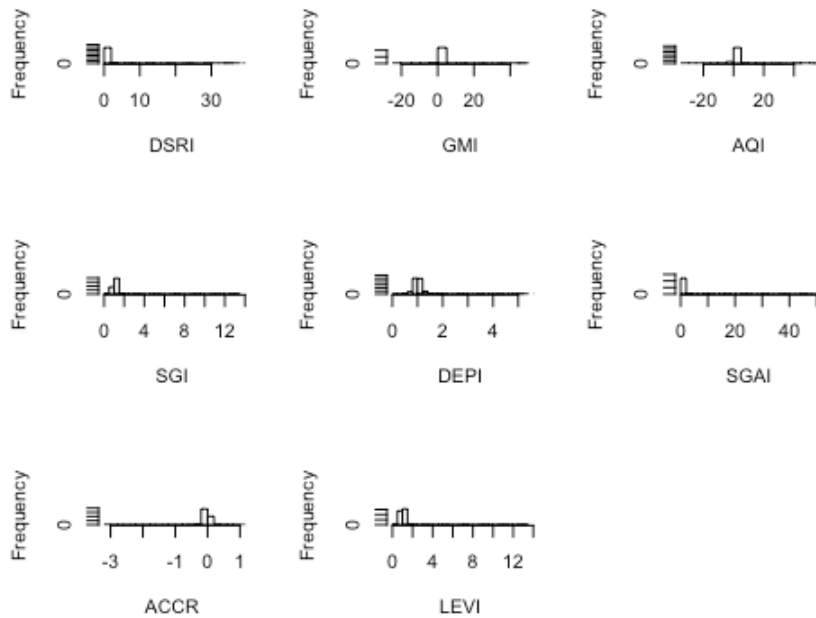 Frequency
0
0 10 30
DSRI
Frequency
0
-20 0 20
GMI
Frequency
0
-20 20
AQI
Frequency
0
0 4 8 12
SGI
Frequency
0
0 2 4
DEPI
Frequency
0
0 20 40
SGAI
Frequency
0
-3 -1 0 1
ACCR
Frequency
0
0 4 8 12
LEVI